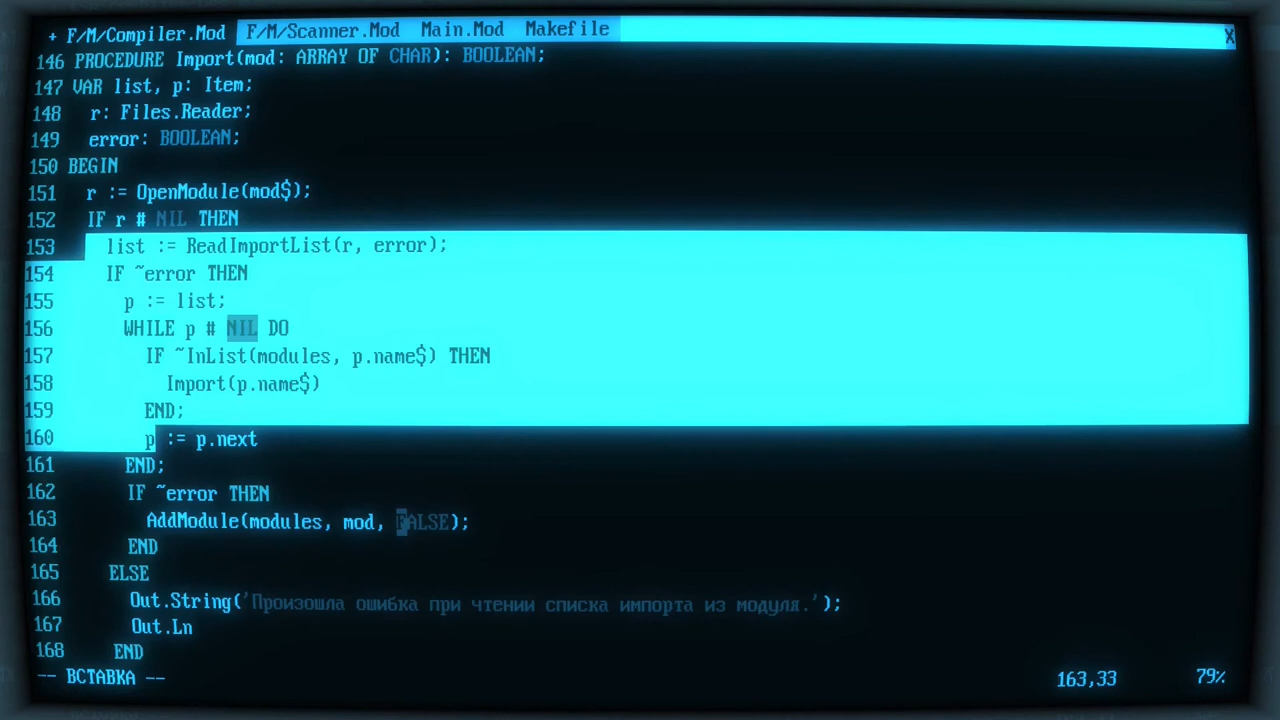 + F/M/Compiler.Mod F/M/Scanner.Mod Main.Mod Makefile X
146 PROCEDURE Import(mod: ARRAY OF CHAR): BOOLEAN;
147 VAR list, p: Item;
148 r: Files.Reader;
149 error: BOOLEAN;
150 BEGIN
151 r := OpenModule(mod$);
152 IF r # NIL THEN
153 list := ReadImportList(r, error);
154 IF ~error THEN
155 p := list;
156 WHILE p # NIL DO
157 IF ~InList(modules, p.name$) THEN
158 Import(p.name$)
159 END;
160 p := p.next
161 END;
162 IF ~error THEN
163 AddModule(modules, mod, FALSE);
164 END
165 ELSE
166 Out.String('Произошла ошибка при чтении списка импорта из модуля.');
167 Out.Ln
168 END
-- ВСТАВКА -- 163,33 79%